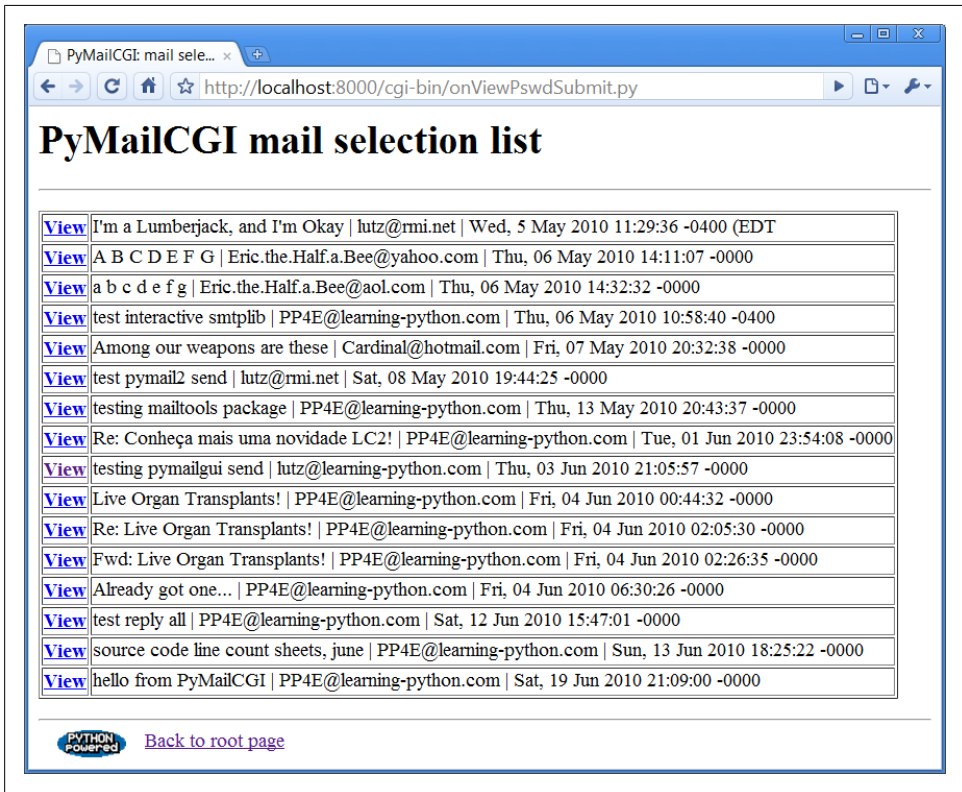 PyMailCGI: mail sele...
http://localhost:8000/cgi-bin/onViewPswdSubmit.py
PyMailCGI mail selection list
View I'm a Lumberjack, and I'm Okay | lutz@rmi.net | Wed, 5 May 2010 11:29:36 -0400 (EDT
View A B C D E F G | Eric.the.Half.a.Bee@yahoo.com | Thu, 06 May 2010 14:11:07 -0000
View a b c d e f g | Eric.the.Half.a.Bee@aol.com | Thu, 06 May 2010 14:32:32 -0000
View test interactive smtplib | PP4E@learning-python.com | Thu, 06 May 2010 10:58:40 -0400
View Among our weapons are these | Cardinal@hotmail.com | Fri, 07 May 2010 20:32:38 -0000
View test pymail2 send | lutz@rmi.net | Sat, 08 May 2010 19:44:25 -0000
View testing mailtools package | PP4E@learning-python.com | Thu, 13 May 2010 20:43:37 -0000
View Re: Conheça mais uma novidade LC2! | PP4E@learning-python.com | Tue, 01 Jun 2010 23:54:08 -0000
View testing pymailgui send | lutz@learning-python.com | Thu, 03 Jun 2010 21:05:57 -0000
View Live Organ Transplants! | PP4E@learning-python.com | Fri, 04 Jun 2010 00:44:32 -0000
View Re: Live Organ Transplants! | PP4E@learning-python.com | Fri, 04 Jun 2010 02:05:30 -0000
View Fwd: Live Organ Transplants! | PP4E@learning-python.com | Fri, 04 Jun 2010 02:26:35 -0000
View Already got one... | PP4E@learning-python.com | Fri, 04 Jun 2010 06:30:26 -0000
View test reply all | PP4E@learning-python.com | Sat, 12 Jun 2010 15:47:01 -0000
View source code line count sheets, june | PP4E@learning-python.com | Sun, 13 Jun 2010 18:25:22 -0000
View hello from PyMailCGI | PP4E@learning-python.com | Sat, 19 Jun 2010 21:09:00 -0000
PYTHON
Powered
Back to root page